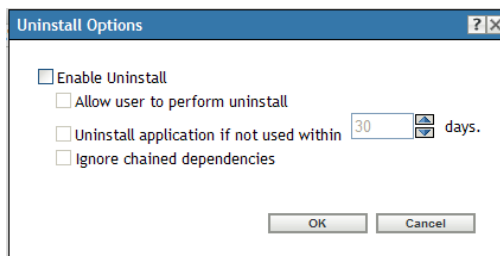 Uninstall Options ? X
Enable Uninstall
Allow user to perform uninstall
Uninstall application if not used within 30 days.
Ignore chained dependencies
OK Cancel